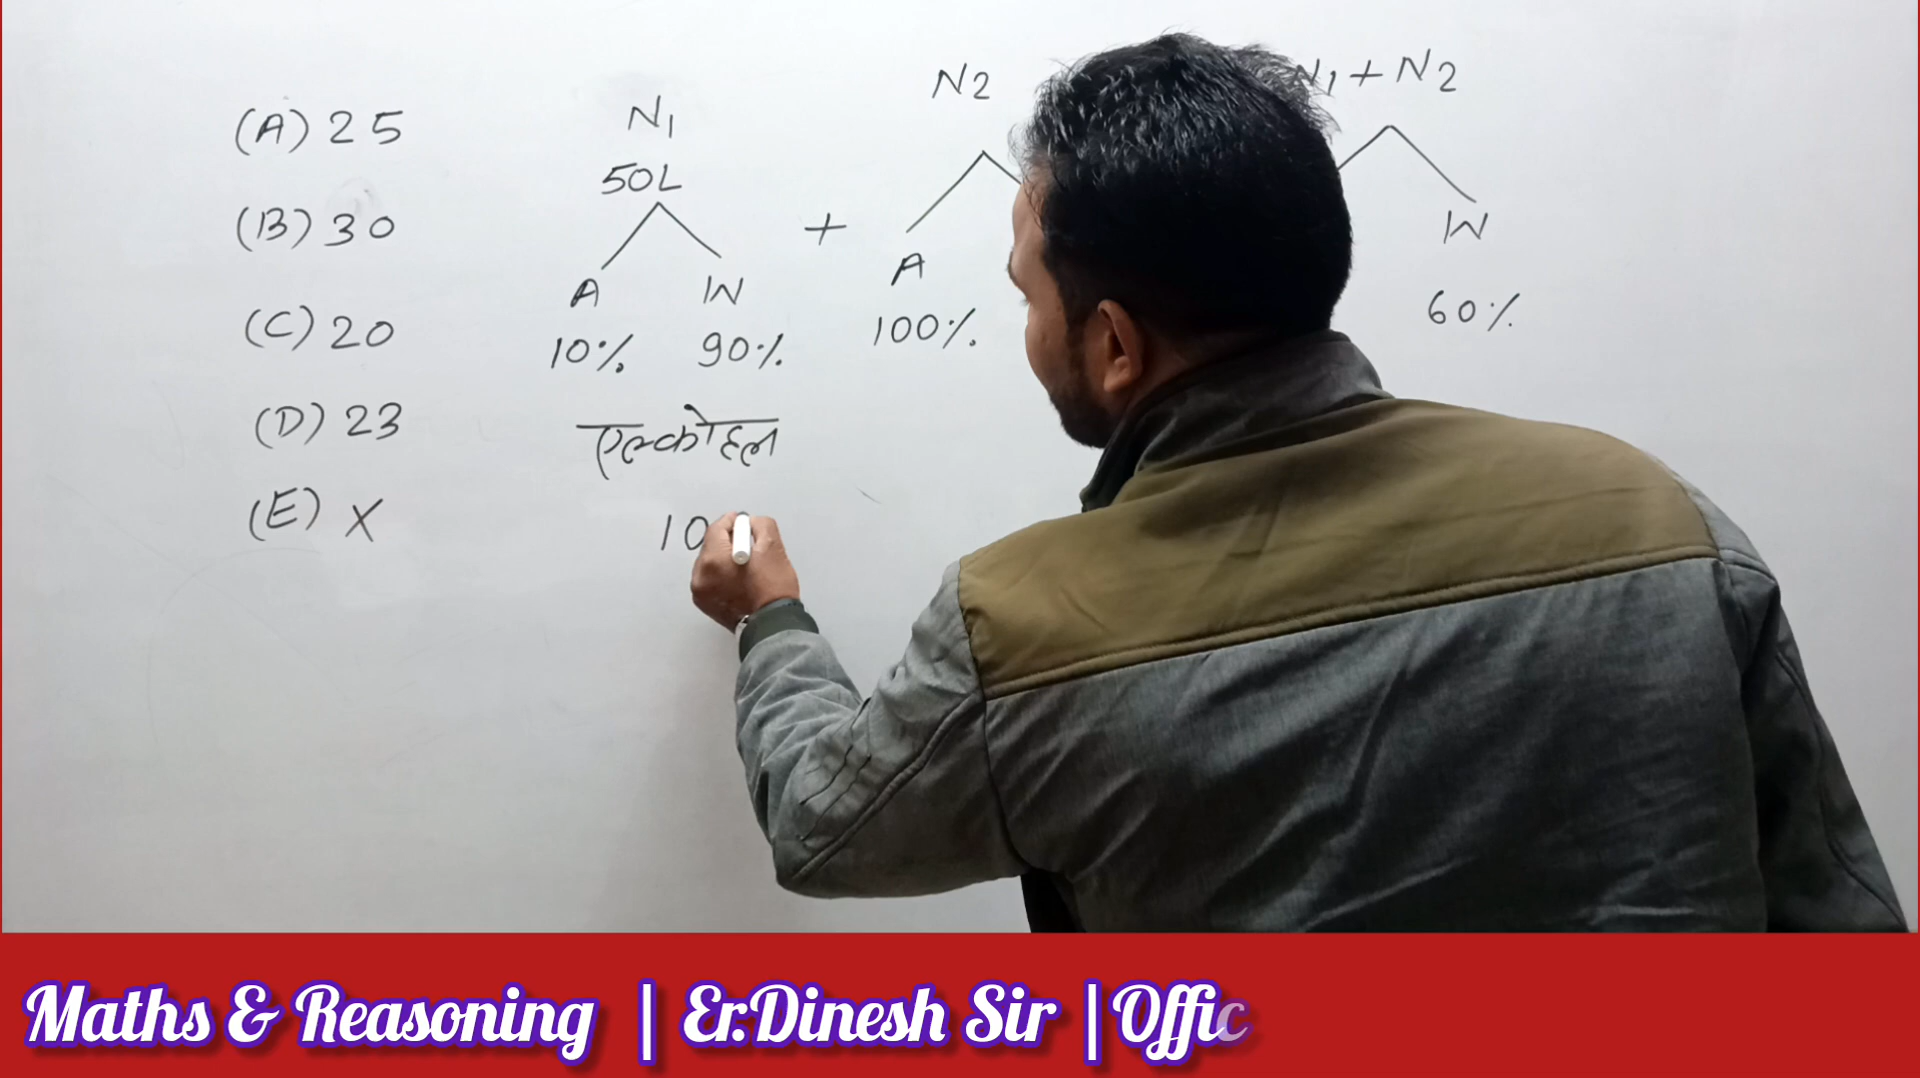 (A) 25
(B) 30
(C) 20
(D) 23
(E) X
N1
50L
A W
10% 90%
+
N2
A
100%
N1 + N2
W
60%
एल्कोहल
10
Maths & Reasoning | Er.Dinesh Sir | Offic